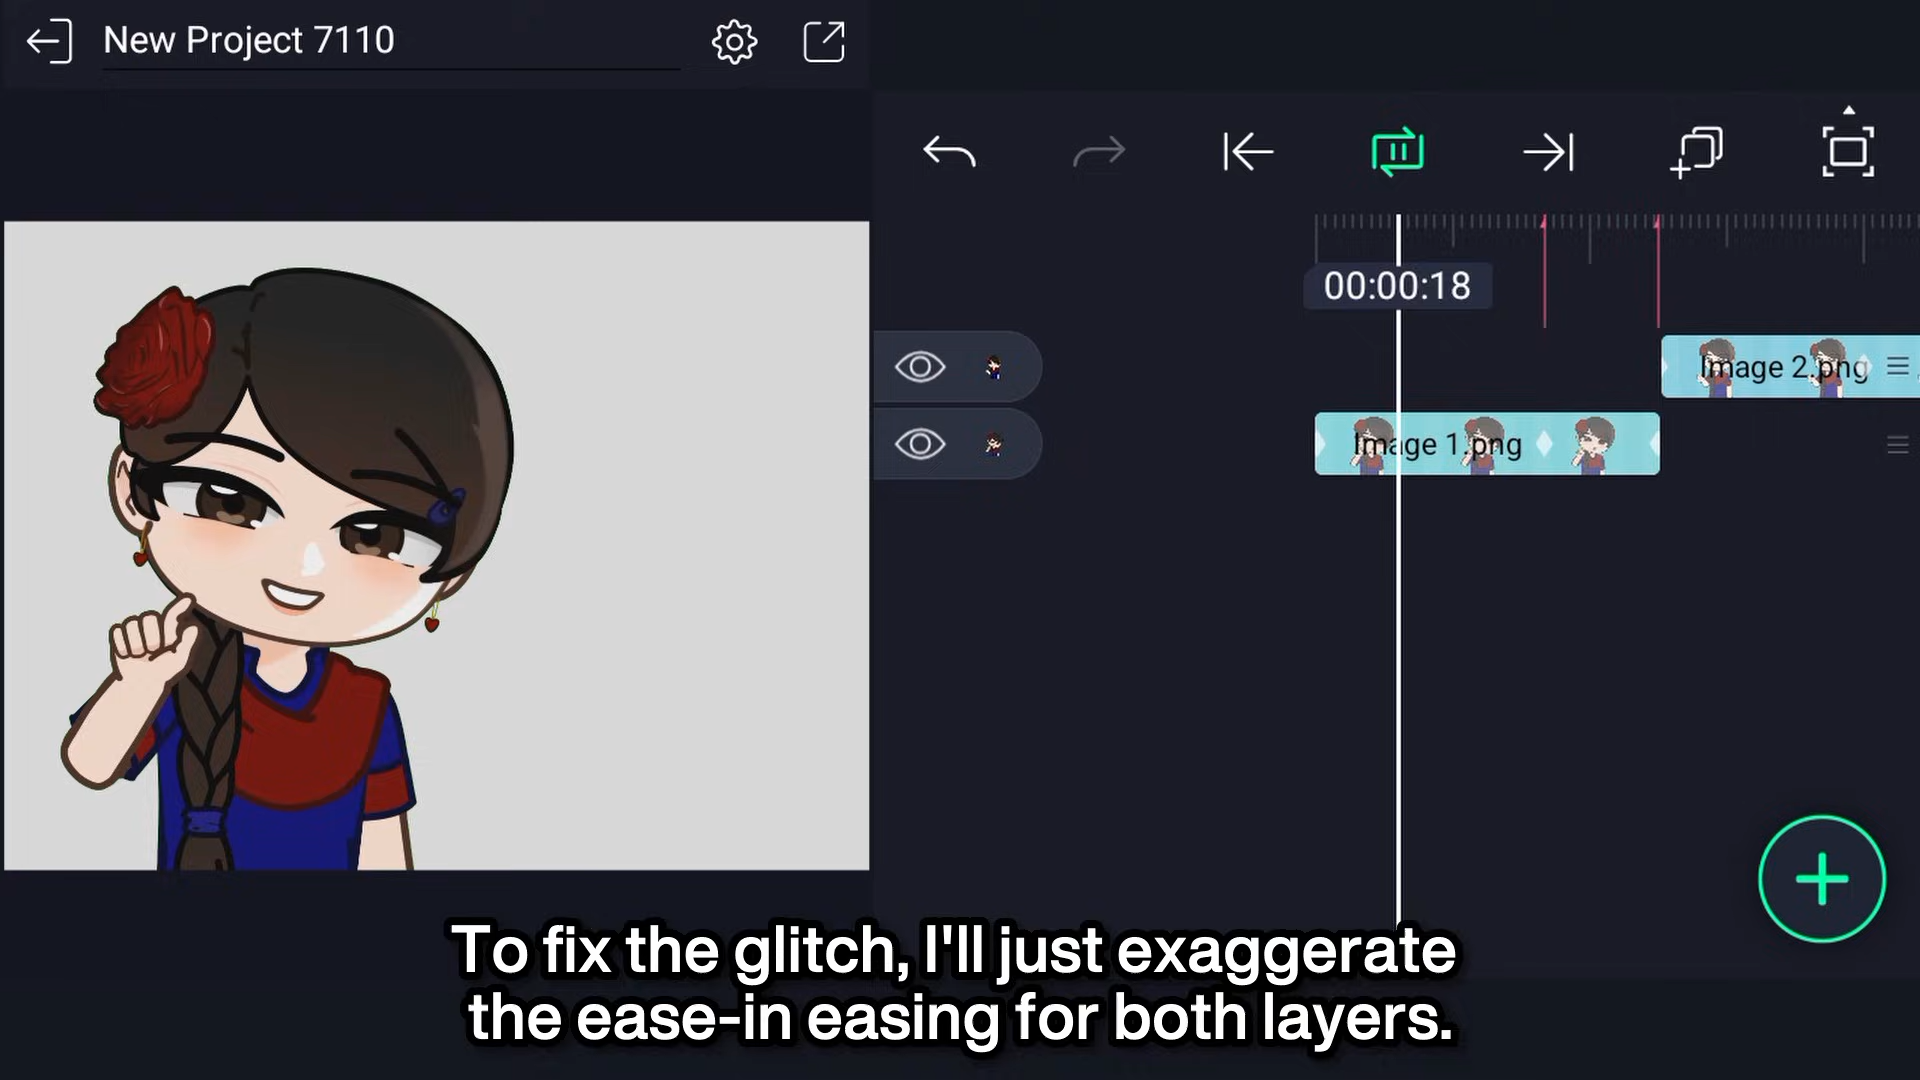 New Project 7110
00:00:18
Image 2.png
Image 1.png
To fix the glitch, I'll just exaggerate
the ease-in easing for both layers.